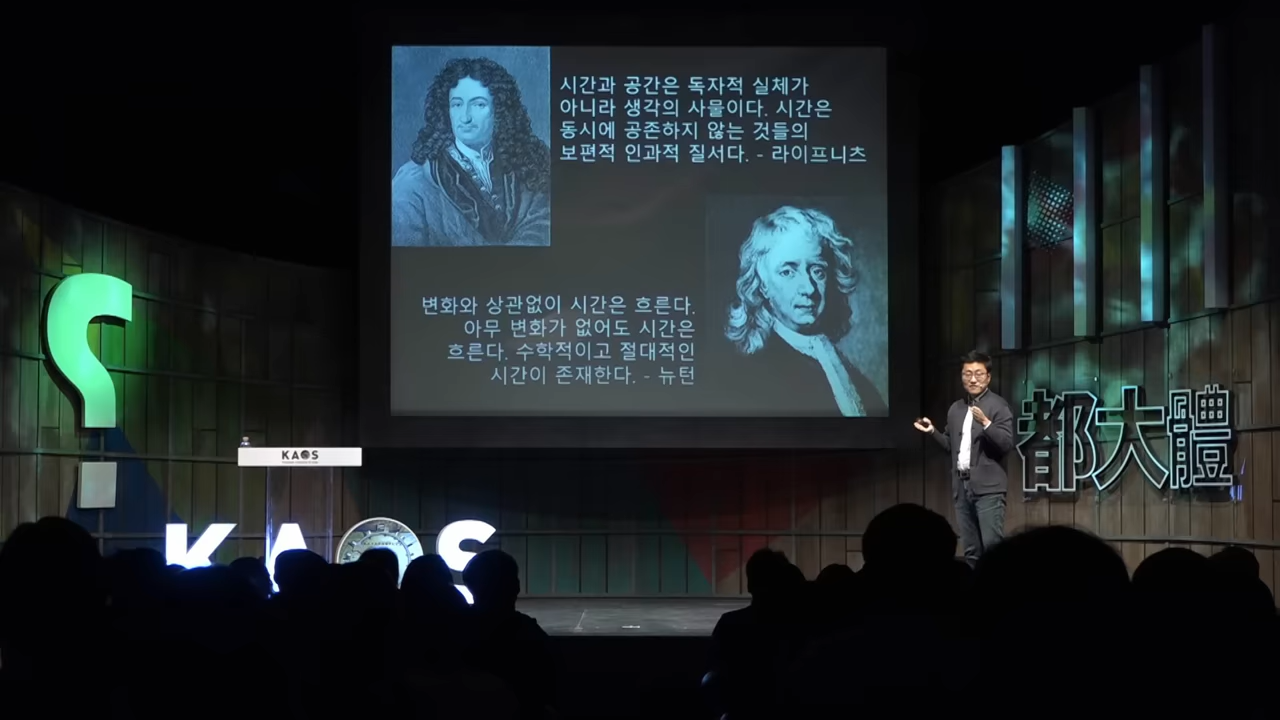 시간과 공간은 독자적 실체가
아니라 생각의 사물이다. 시간은
동시에 공존하지 않는 것들의
보편적 인과적 질서다. - 라이프니츠
변화와 상관없이 시간은 흐른다.
아무 변화가 없어도 시간은
흐른다. 수학적이고 절대적인
시간이 존재한다. - 뉴턴
都大體
KAOS
KAOS